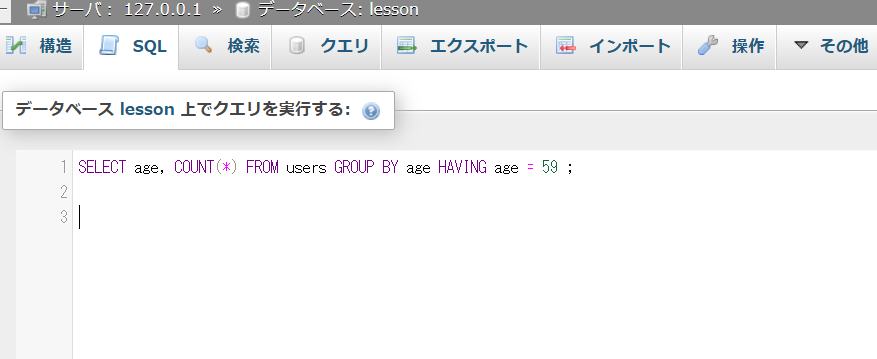 サーバ: 127.0.0.1 » データベース: lesson
構造 SQL 検索 クエリ エクスポート インポート 操作 その他
データベース lesson 上でクエリを実行する:
1 SELECT age, COUNT(*) FROM users GROUP BY age HAVING age = 59 ;
2
3